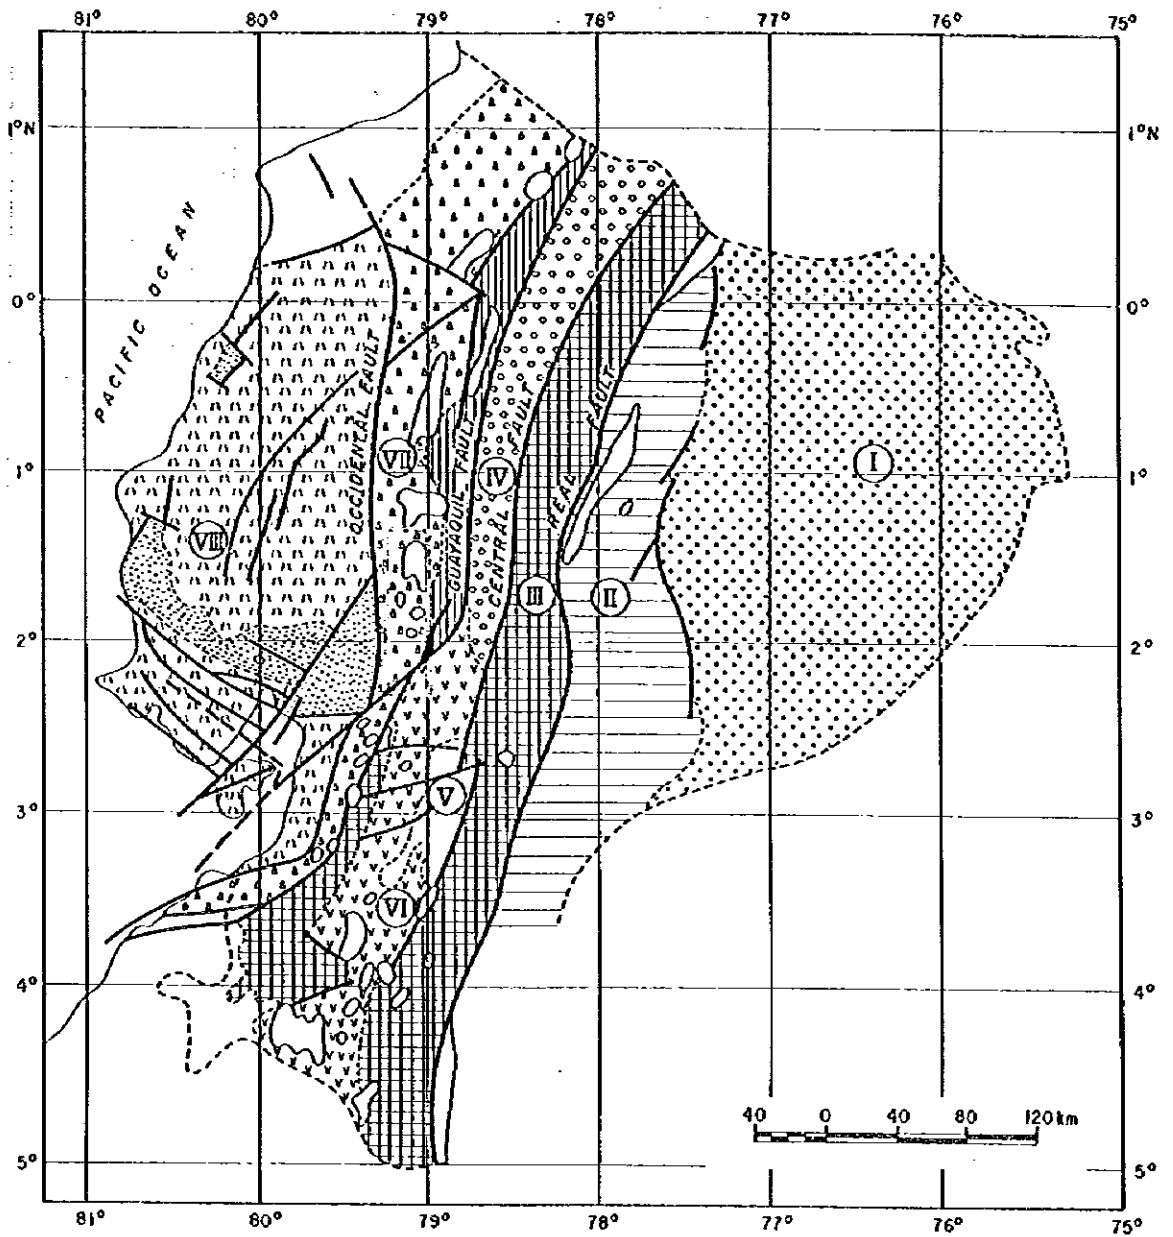 81° 80° 79° 78° 77° 76° 75°
1°N 1°N
PACIFIC OCEAN
0° 0°
OCCIDENTAL FAULT
GUAYAQUIL FAULT
CENTRAL FAULT
REAL FAULT
I
VII
IV
1° 1°
VIII
III
II
2° 2°
V
3° 3°
VI
4° 4°
40 0 40 80 120 km
5° 5°
81° 80° 79° 78° 77° 76° 75°